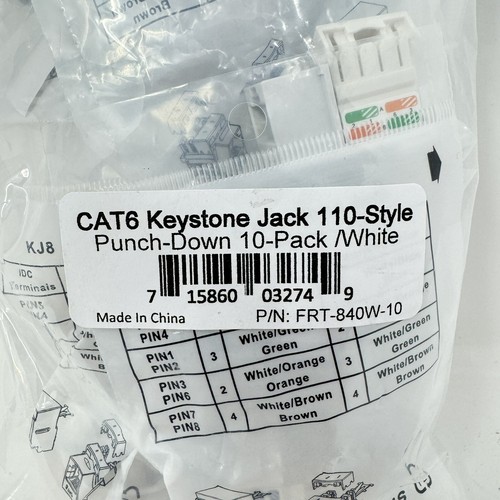 Brown
Brown
KJ8
IDC
Terminals
CAT6 Keystone Jack 110-Style
Punch-Down 10-Pack /White
7 15860 03274 9
Made In China P/N: FRT-840W-10
PIN4 White/Green
PIN1 3 Green White/Green
PIN2 Green
PIN3 2 White/Orange White/Brown
PIN6 Orange Brown
PIN7 4 White/Brown
PIN8 Brown